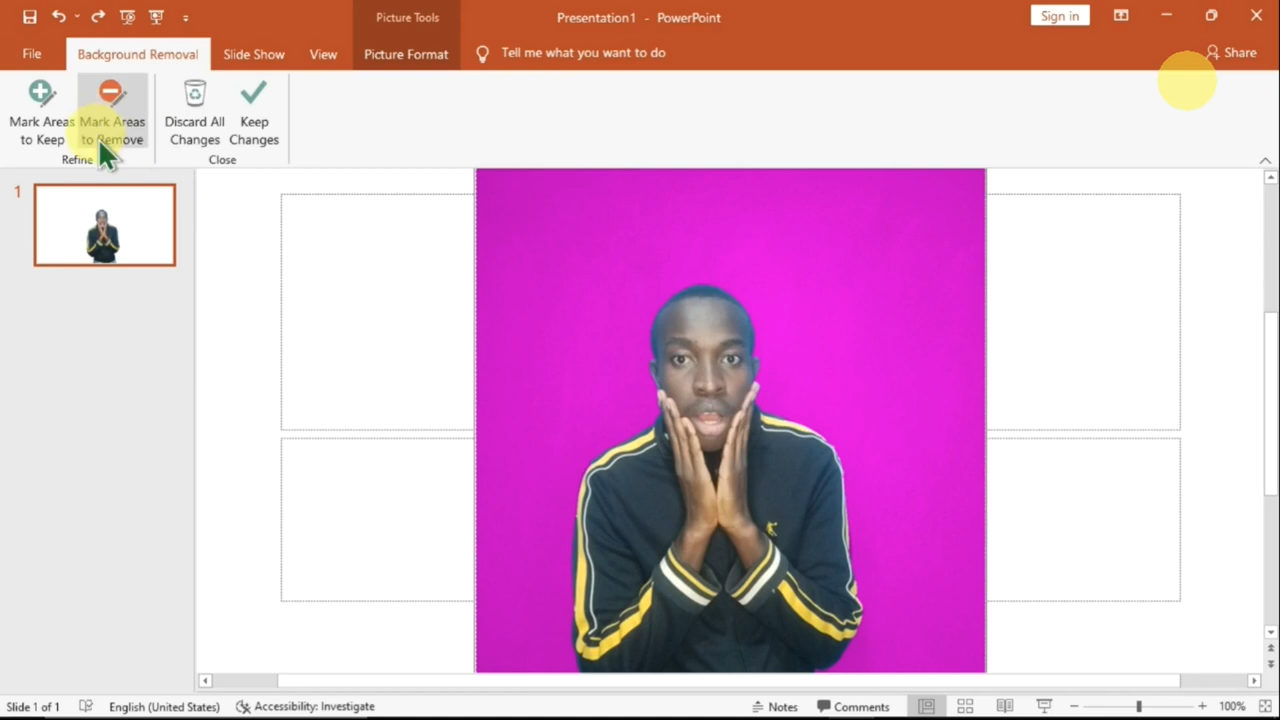 Picture Tools
Presentation1 - PowerPoint
Sign in
File
Background Removal
Slide Show
View
Picture Format
Tell me what you want to do
Share
Mark Areas to Keep
Mark Areas to Remove
Discard All Changes
Keep Changes
Refine
Close
1
Slide 1 of 1
English (United States)
Accessibility: Investigate
Notes
Comments
100%